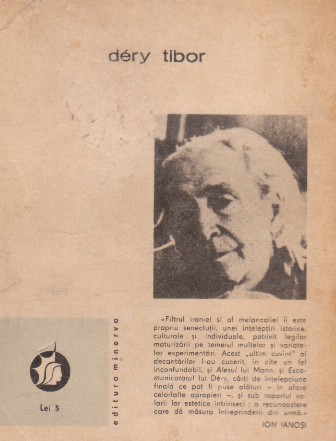 déry tibor
«Filtrul ironiei și al melancoliei îi este
propriu senectuții, unei înțelepțiri istorice,
culturale și individuale, potrivit legilor
maturizării pe temeiul multelor și variate-
lor experimentări. Acest „ultim cuvînt” al
decantărilor l-au cucerit, în cîte un fel
inconfundabil, și Alesul lui Mann, și Exco-
municatorul lui Déry, cărți de înțelepciune
finală ce pot fi puse alături — în afara
celorlalte apropieri —, și sub raportul valo-
rii lor estetice intrinseci : o recunoaștere
care dă măsura întreprinderii din urmă.»
ION IANOȘI
editura minerva
Lei 5